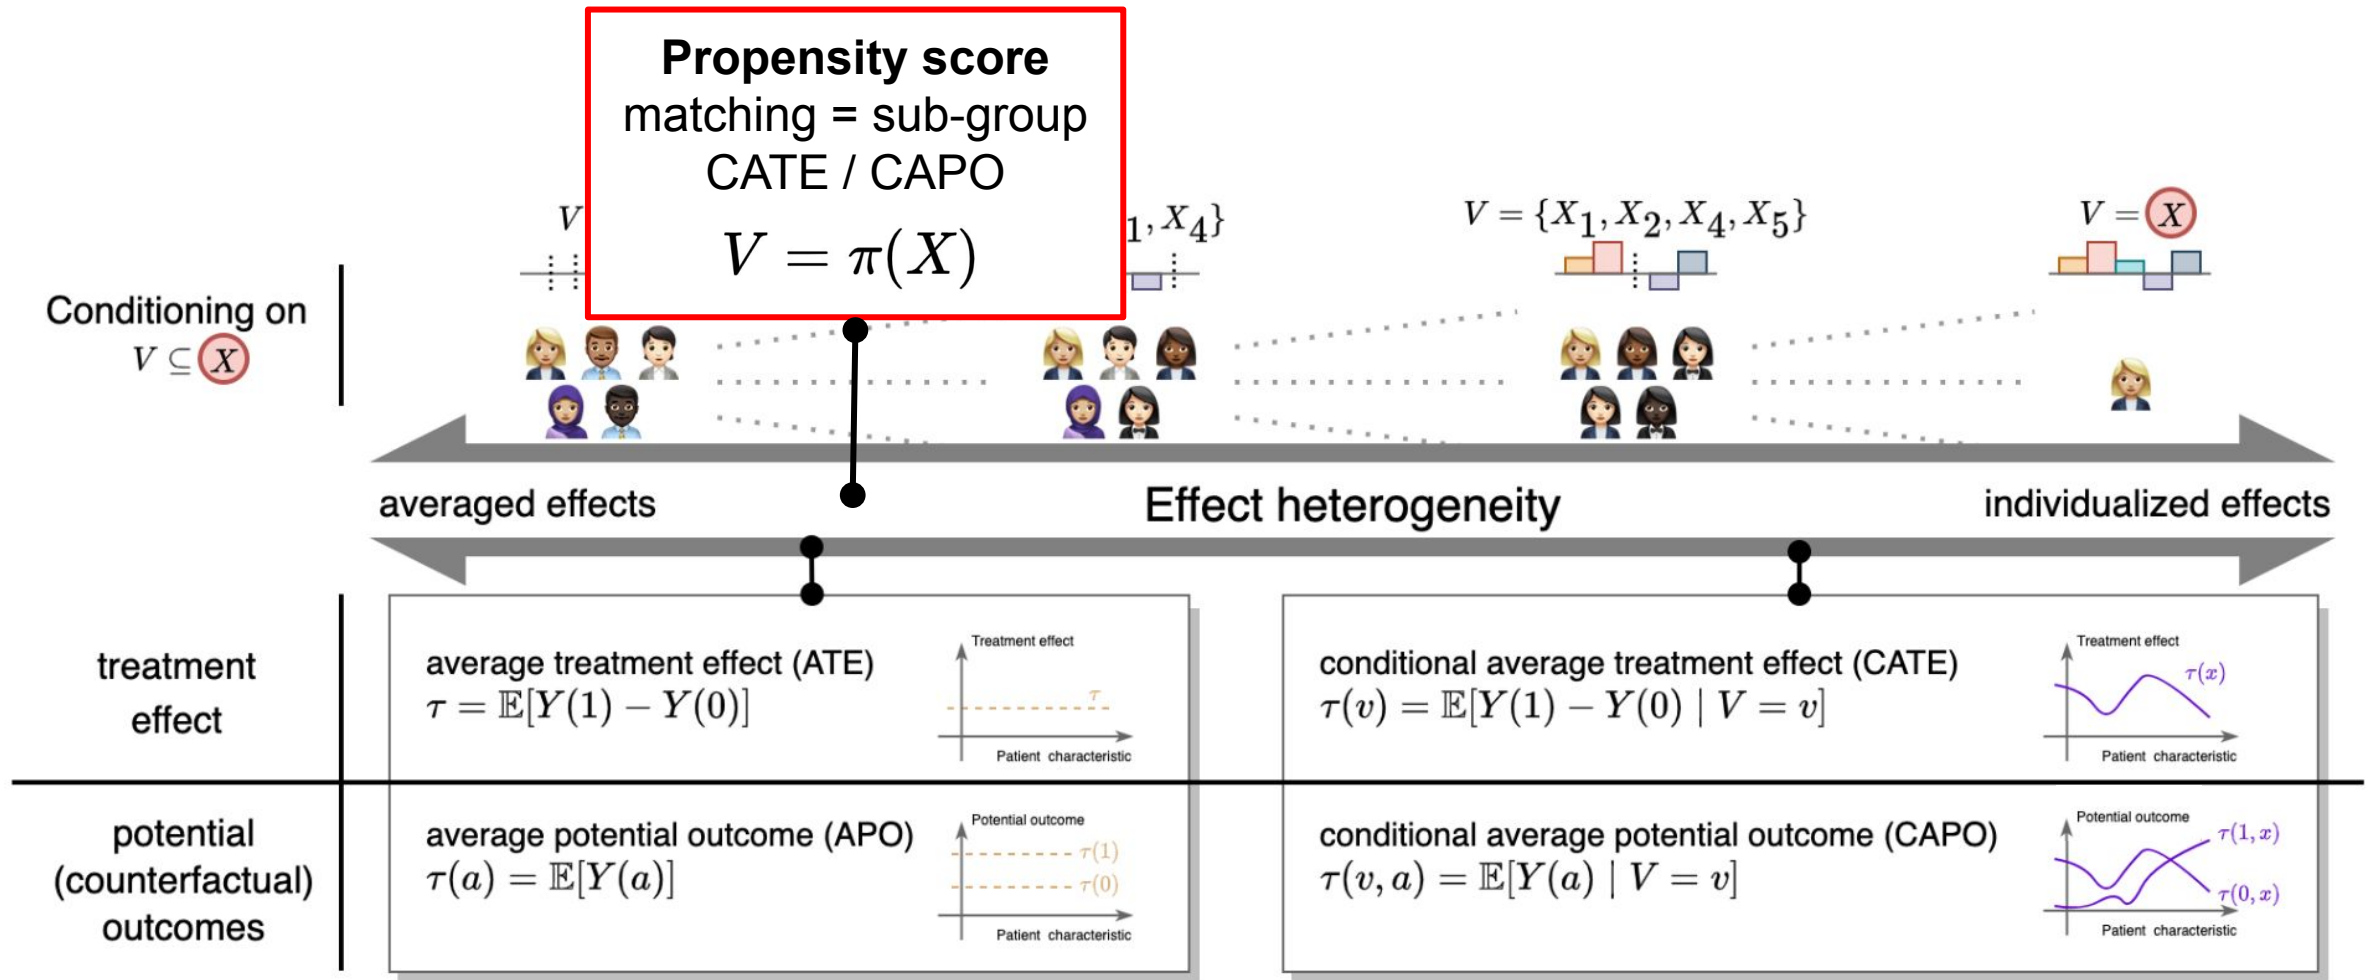 Propensity score
matching = sub-group
CATE / CAPO
V = π(X)
V
1, X4}
V = {X1, X2, X4, X5}
V = X
Conditioning on
V ⊆ X
averaged effects
Effect heterogeneity
individualized effects
treatment
effect
average treatment effect (ATE)
τ = 𝔼[Y(1) − Y(0)]
Treatment effect
τ
Patient characteristic
conditional average treatment effect (CATE)
τ(v) = 𝔼[Y(1) − Y(0) | V = v]
Treatment effect
τ(x)
Patient characteristic
potential
(counterfactual)
outcomes
average potential outcome (APO)
τ(a) = 𝔼[Y(a)]
Potential outcome
τ(1)
τ(0)
Patient characteristic
conditional average potential outcome (CAPO)
τ(v, a) = 𝔼[Y(a) | V = v]
Potential outcome
τ(1, x)
τ(0, x)
Patient characteristic